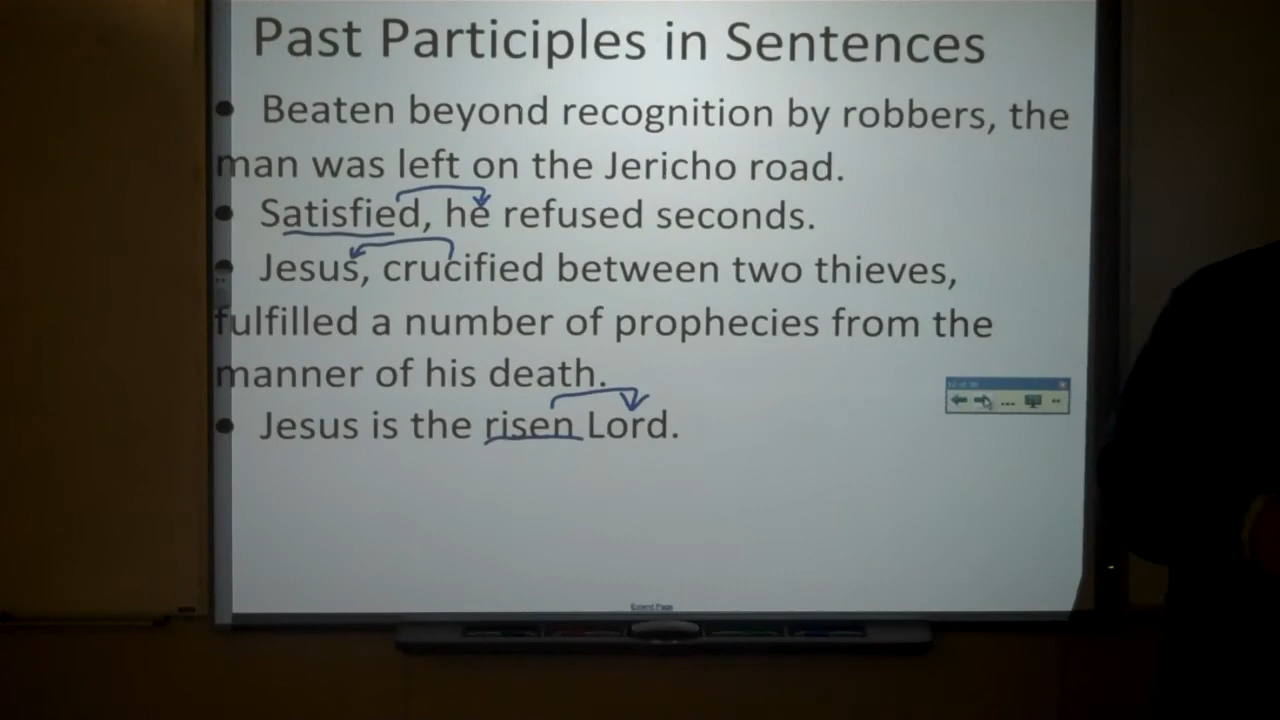 Past Participles in Sentences
• Beaten beyond recognition by robbers, the
man was left on the Jericho road.
• Satisfied, he refused seconds.
• Jesus, crucified between two thieves,
fulfilled a number of prophecies from the
manner of his death.
• Jesus is the risen Lord.
Extend Page